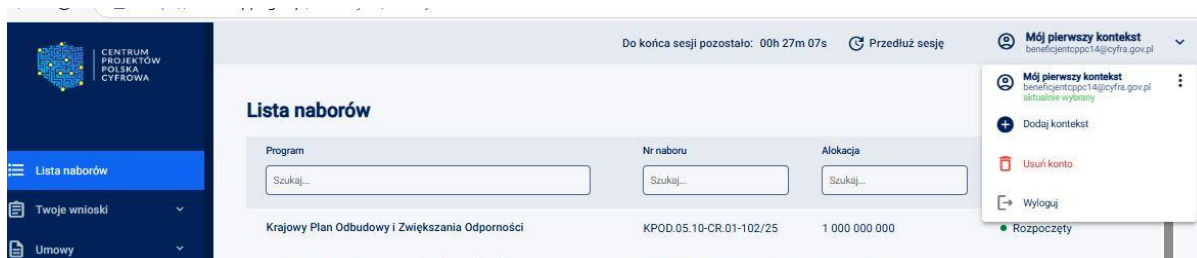 CENTRUM
PROJEKTÓW
POLSKA
CYFROWA
Do końca sesji pozostało: 00h 27m 07s
Przedłuż sesję
Mój pierwszy kontekst
beneficjentcppc14@cyfra.gov.pl
Mój pierwszy kontekst
beneficjentcppc14@cyfra.gov.pl
aktualnie wybrany
Dodaj kontekst
Usuń konto
Wyloguj
Lista naborów
Twoje wnioski
Umowy
Lista naborów
Program
Nr naboru
Alokacja
Szukaj...
Szukaj...
Szukaj...
Krajowy Plan Odbudowy i Zwiększania Odporności
KPOD.05.10-CR.01-102/25
1 000 000 000
Rozpoczęty